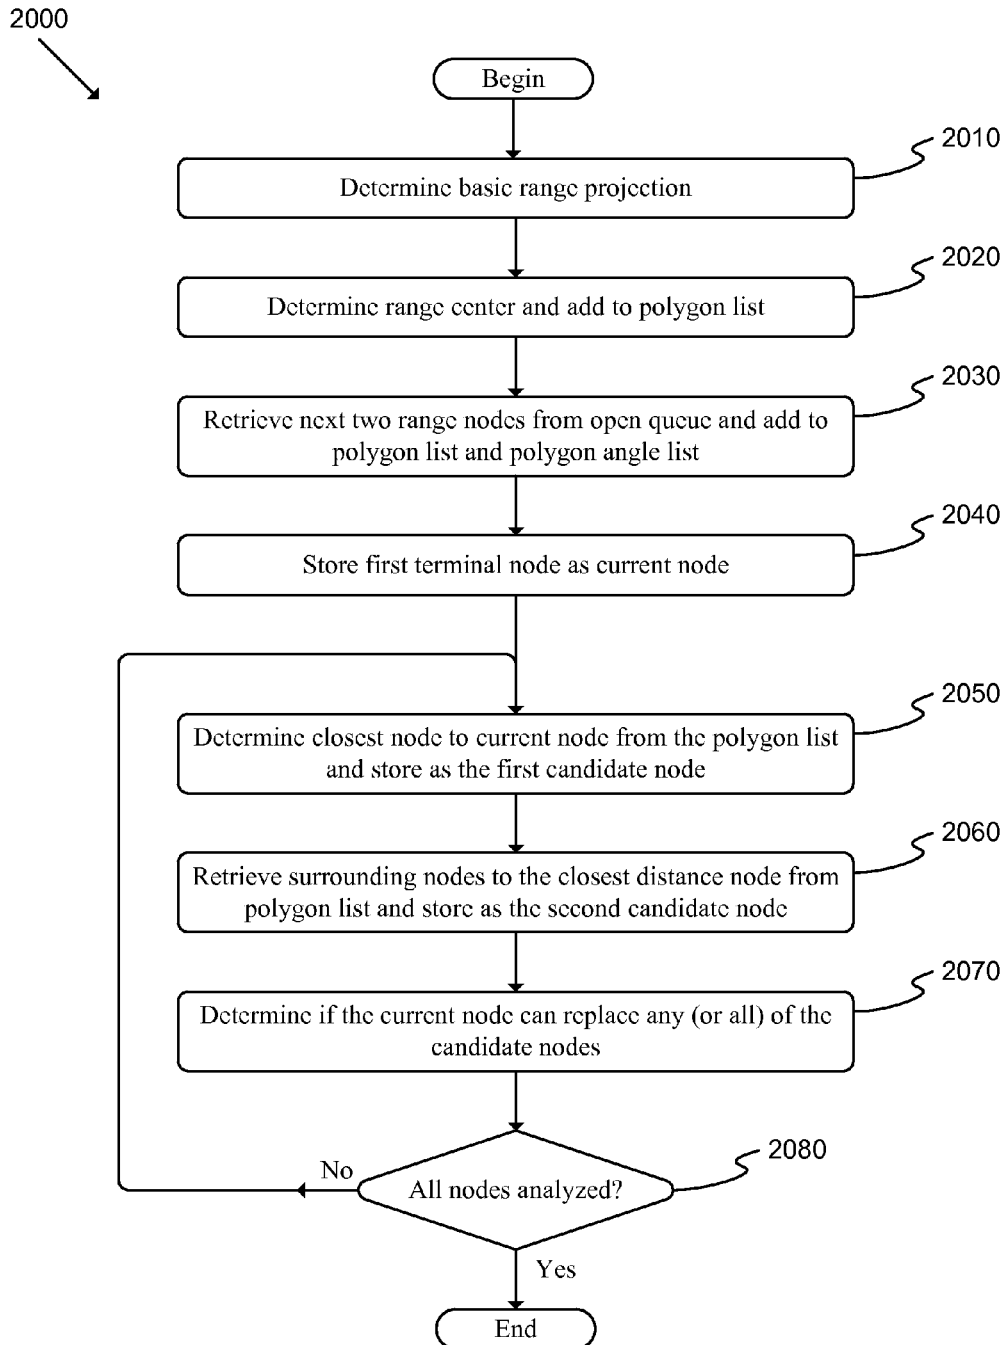 2000
Begin
2010
Determine basic range projection
2020
Determine range center and add to polygon list
2030
Retrieve next two range nodes from open queue and add to
polygon list and polygon angle list
2040
Store first terminal node as current node
2050
Determine closest node to current node from the polygon list
and store as the first candidate node
2060
Retrieve surrounding nodes to the closest distance node from
polygon list and store as the second candidate node
2070
Determine if the current node can replace any (or all) of the
candidate nodes
2080
No
All nodes analyzed?
Yes
End